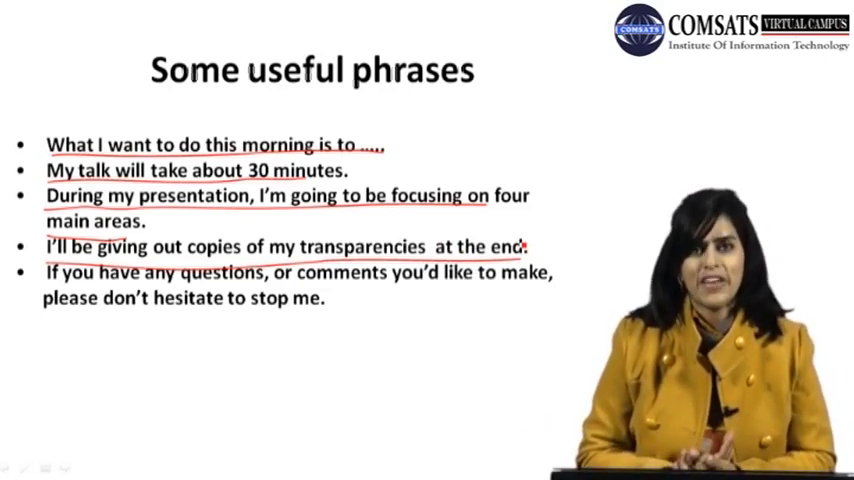 COMSATS VIRTUAL CAMPUS
COMSATS
Institute Of Information Technology
Some useful phrases
• What I want to do this morning is to .....
• My talk will take about 30 minutes.
• During my presentation, I'm going to be focusing on four
main areas.
• I'll be giving out copies of my transparencies at the end.
• If you have any questions, or comments you'd like to make,
please don't hesitate to stop me.